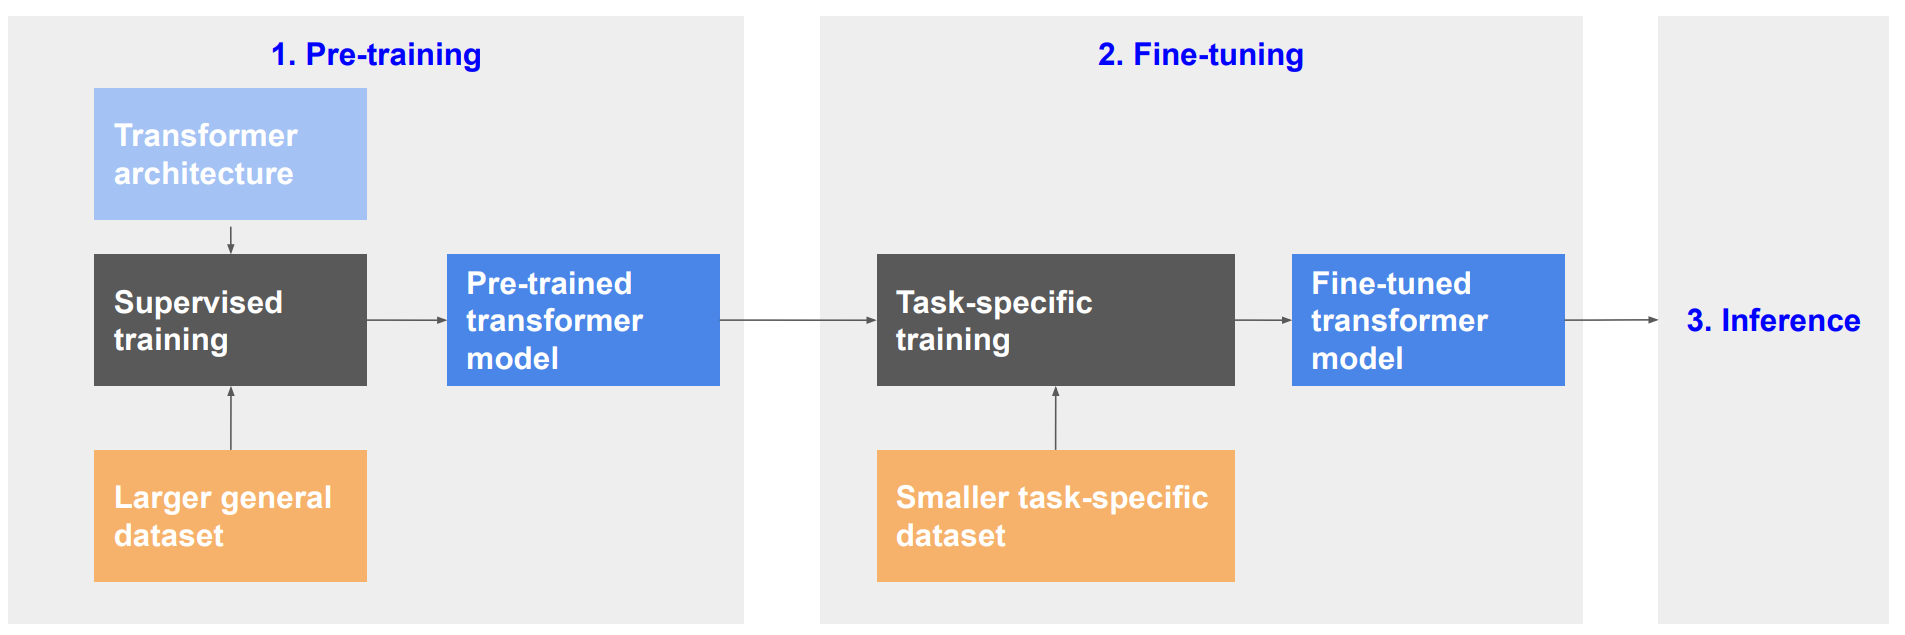 1. Pre-training
Transformer
architecture
Supervised
training
Pre-trained
transformer
model
Larger general
dataset
2. Fine-tuning
Task-specific
training
Fine-tuned
transformer
model
Smaller task-specific
dataset
3. Inference